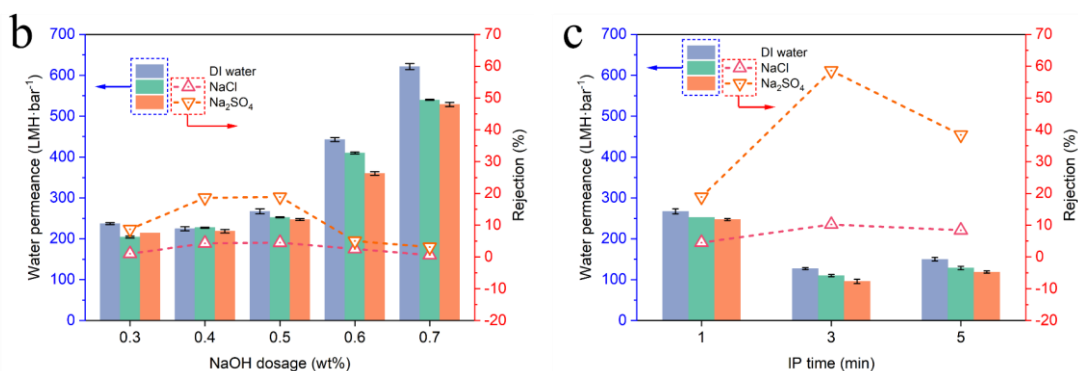 b
700
600
500
400
300
200
100
0
Water permeance (LMH·bar⁻¹)
DI water
NaCl
Na₂SO₄
70
60
50
40
30
20
10
0
-10
-20
Rejection (%)
0.3 0.4 0.5 0.6 0.7
NaOH dosage (wt%)
c
700
600
500
400
300
200
100
0
Water permeance (LMH·bar⁻¹)
DI water
NaCl
Na₂SO₄
70
60
50
40
30
20
10
0
-10
-20
Rejection (%)
1 3 5
IP time (min)